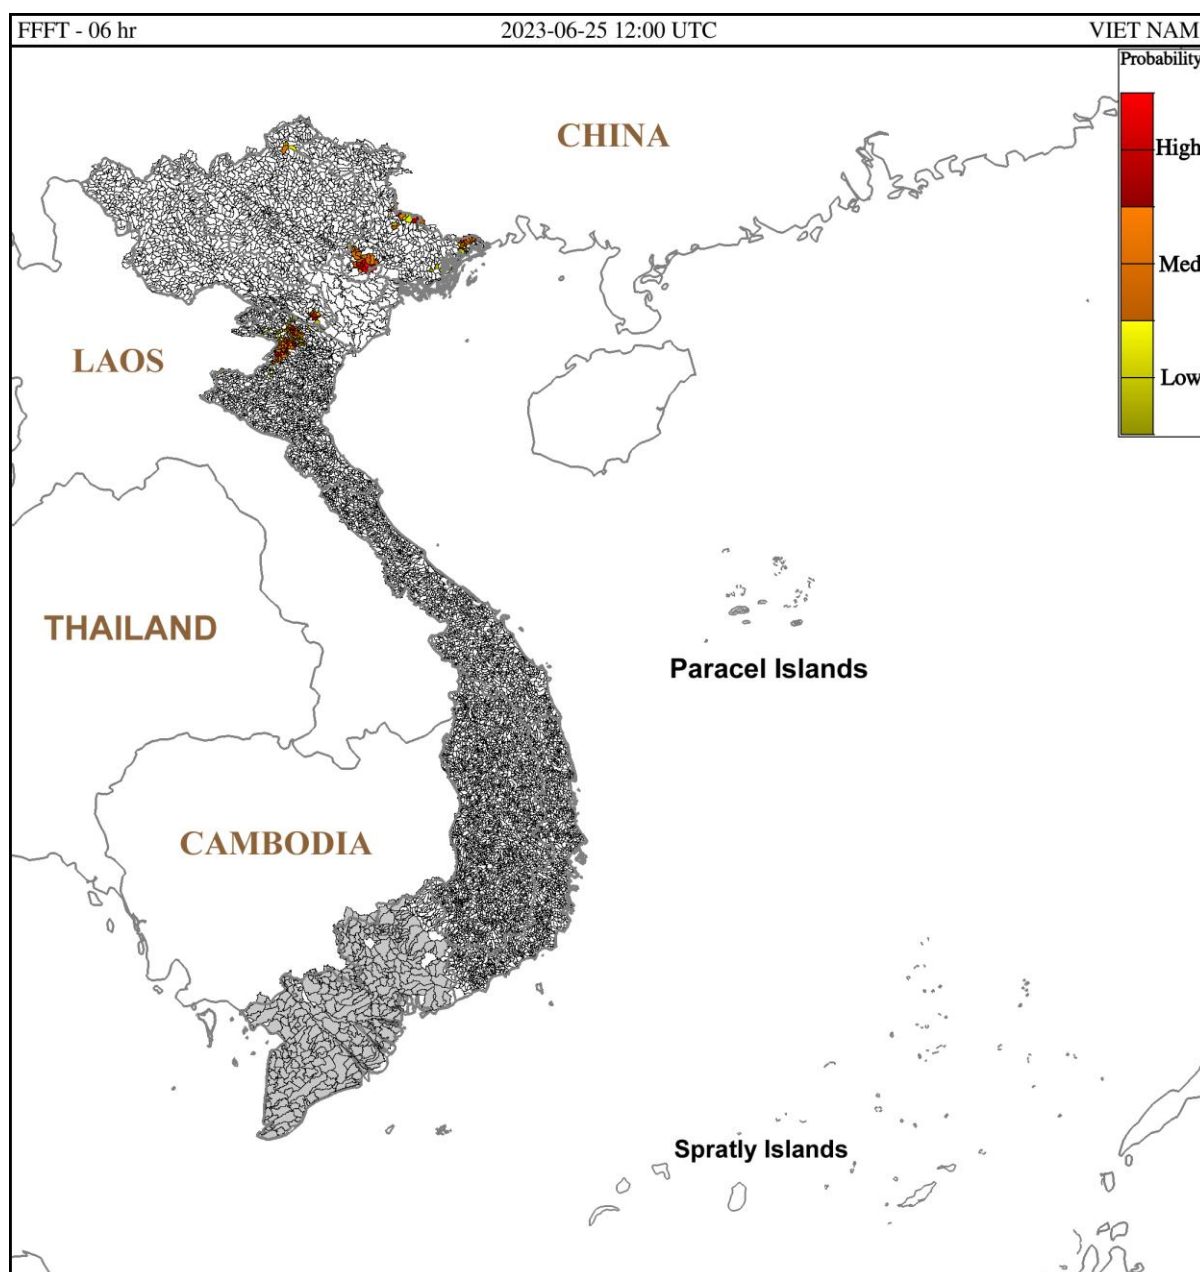 FFFT - 06 hr
2023-06-25 12:00 UTC
VIET NAM
Probability
High
Med
Low
CHINA
LAOS
THAILAND
Paracel Islands
CAMBODIA
Spratly Islands